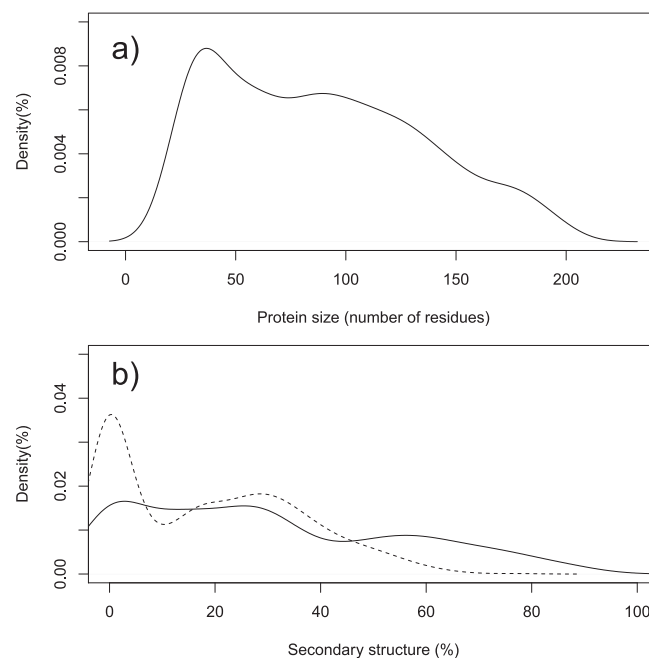 a)
Density(%)
0.008
0.004
0.000
0 50 100 150 200
Protein size (number of residues)
b)
Density(%)
0.04
0.02
0.00
0 20 40 60 80 100
Secondary structure (%)